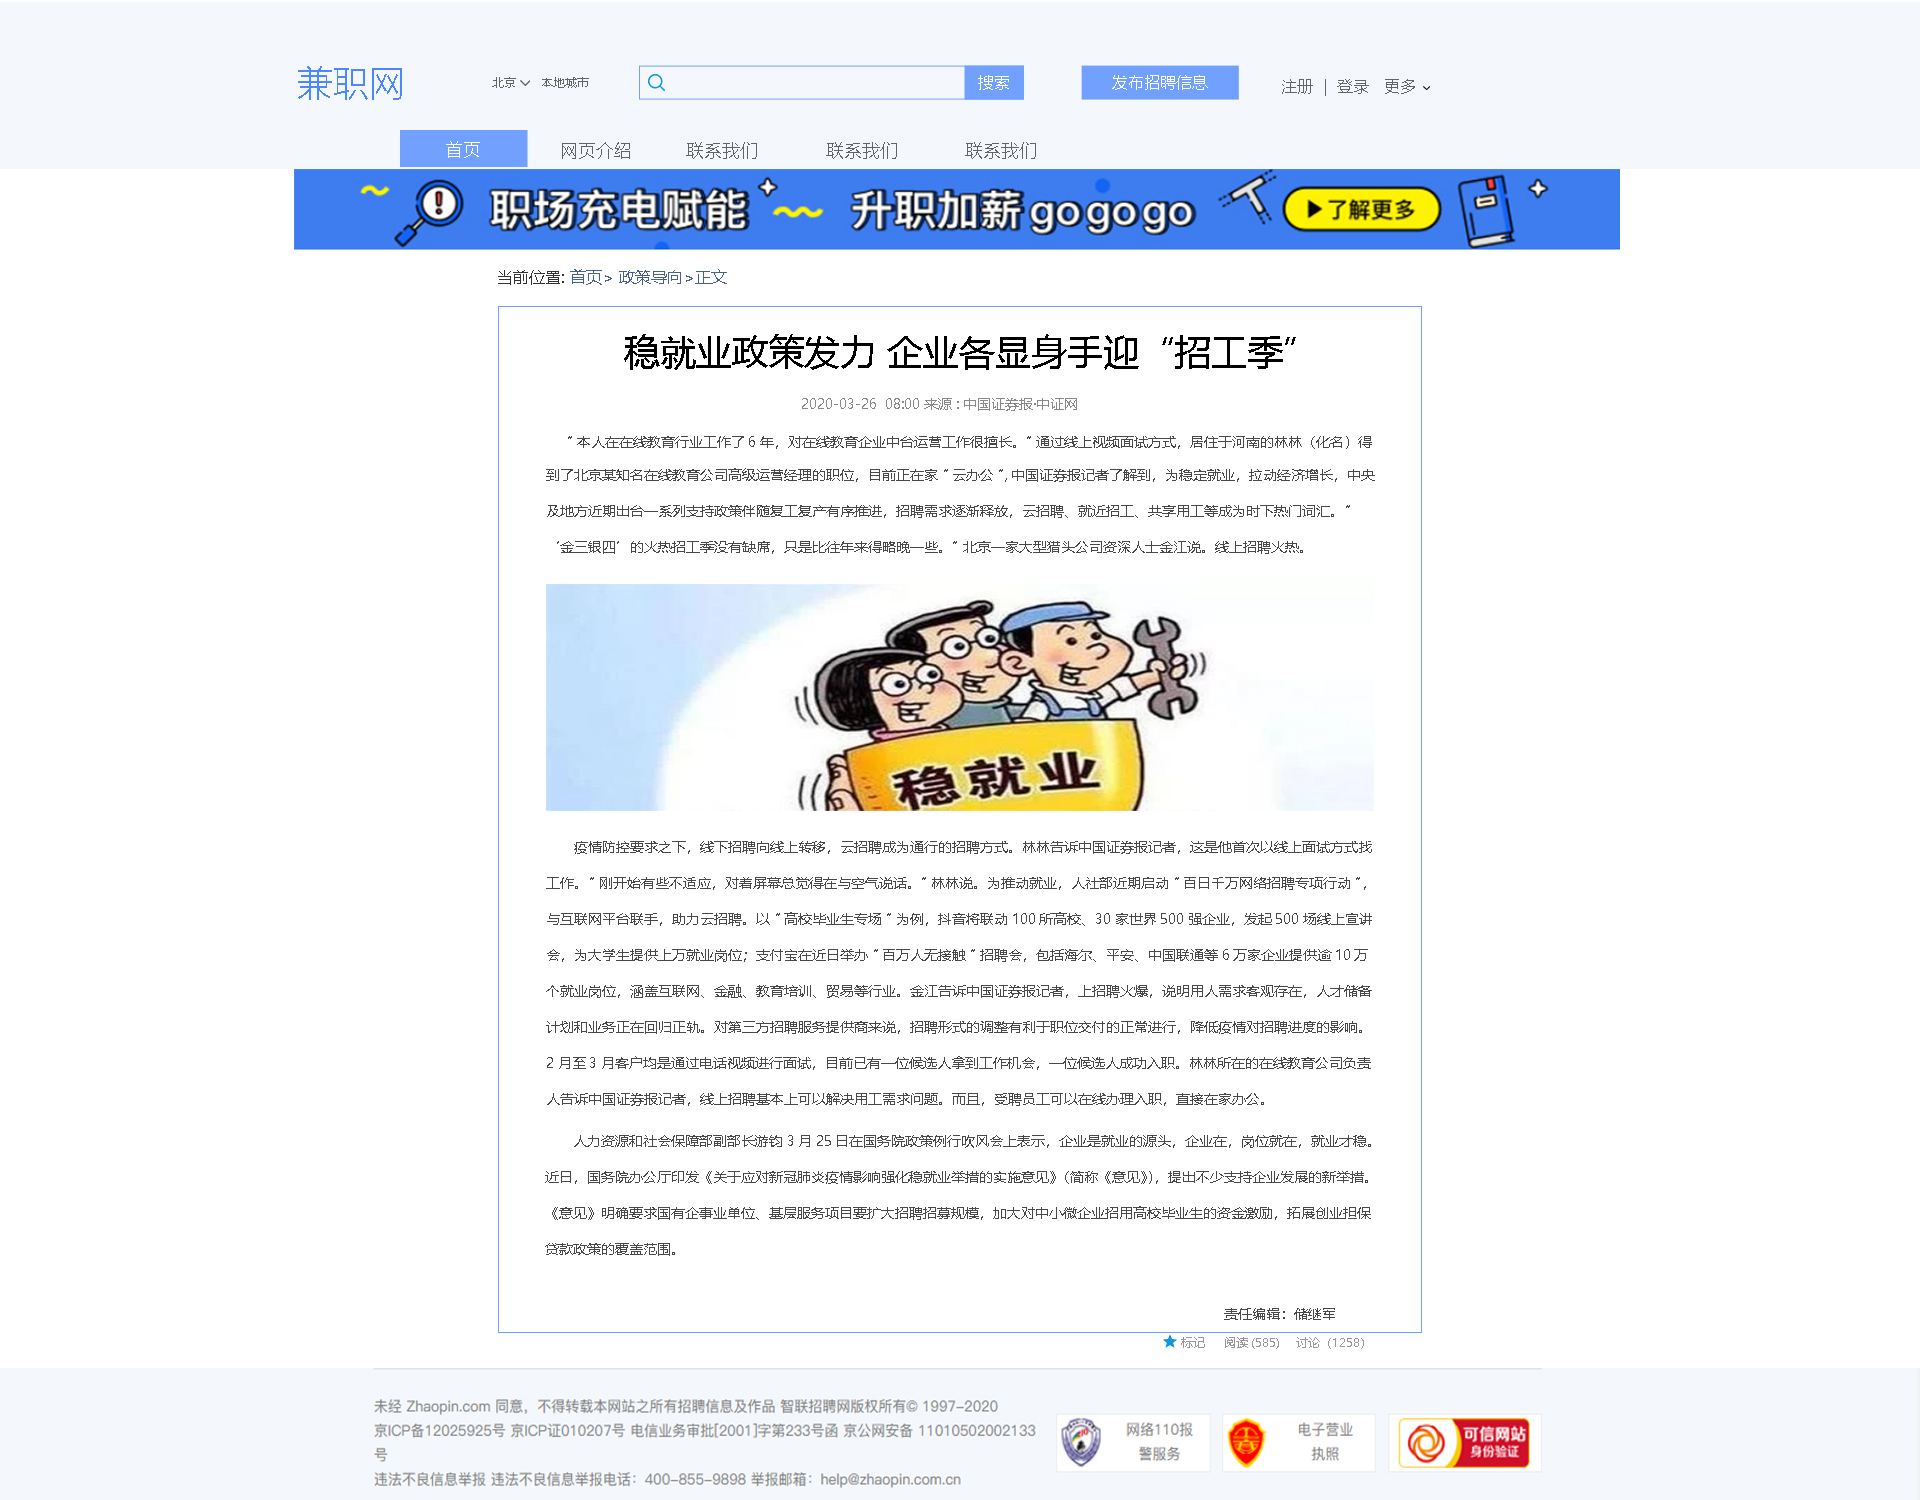 兼职网
北京 本地城市
搜索
发布招聘信息
注册 | 登录 更多
首页 网页介绍 联系我们 联系我们 联系我们
职场充电赋能 升职加薪 gogogo 了解更多
当前位置: 首页> 政策导向>正文
稳就业政策发力 企业各显身手迎“招工季”
2020-03-26 08:00 来源 : 中国证券报·中证网
“本人在在线教育行业工作了 6 年，对在线教育企业中台运营工作很擅长。”通过线上视频面试方式，居住于河南的林林（化名）得
到了北京某知名在线教育公司高级运营经理的职位，目前正在家“云办公”，中国证券报记者了解到，为稳定就业，拉动经济增长，中央
及地方近期出台一系列支持政策伴随复工复产有序推进，招聘需求逐渐释放，云招聘、就近招工、共享用工等成为时下热门词汇。“
‘金三银四’的火热招工季没有缺席，只是比往年来得略晚一些。”北京一家大型猎头公司资深人士金江说。线上招聘火热。
稳就业
疫情防控要求之下，线下招聘向线上转移，云招聘成为通行的招聘方式。林林告诉中国证券报记者，这是他首次以线上面试方式找
工作。“刚开始有些不适应，对着屏幕总觉得在与空气说话。”林林说。为推动就业，人社部近期启动“百日千万网络招聘专项行动”，
与互联网平台联手，助力云招聘。以“高校毕业生专场”为例，抖音将联动 100 所高校、30 家世界 500 强企业，发起 500 场线上宣讲
会，为大学生提供上万就业岗位；支付宝在近日举办“百万人无接触”招聘会，包括海尔、平安、中国联通等 6 万家企业提供逾 10 万
个就业岗位，涵盖互联网、金融、教育培训、贸易等行业。金江告诉中国证券报记者，上招聘火爆，说明用人需求客观存在，人才储备
计划和业务正在回归正轨。对第三方招聘服务提供商来说，招聘形式的调整有利于职位交付的正常进行，降低疫情对招聘进度的影响。
2 月至 3 月客户均是通过电话视频进行面试，目前已有一位候选人拿到工作机会，一位候选人成功入职。林林所在的在线教育公司负责
人告诉中国证券报记者，线上招聘基本上可以解决用工需求问题。而且，受聘员工可以在线办理入职，直接在家办公。
人力资源和社会保障部副部长游钧 3 月 25 日在国务院政策例行吹风会上表示，企业是就业的源头，企业在，岗位就在，就业才稳。
近日，国务院办公厅印发《关于应对新冠肺炎疫情影响强化稳就业举措的实施意见》（简称《意见》），提出不少支持企业发展的新举措。
《意见》明确要求国有企事业单位、基层服务项目要扩大招聘招募规模，加大对中小微企业招用高校毕业生的资金激励，拓展创业担保
贷款政策的覆盖范围。
责任编辑：储继军
标记 阅读 (585) 讨论 (1258)
未经 Zhaopin.com 同意，不得转载本网站之所有招聘信息及作品 智联招聘网版权所有© 1997-2020
京ICP备12025925号 京ICP证010207号 电信业务审批[2001]字第233号函 京公网安备 11010502002133
号
违法不良信息举报 违法不良信息举报电话：400-855-9898 举报邮箱：help@zhaopin.com.cn
网络110报
警服务
电子营业
执照
可信网站
身份验证